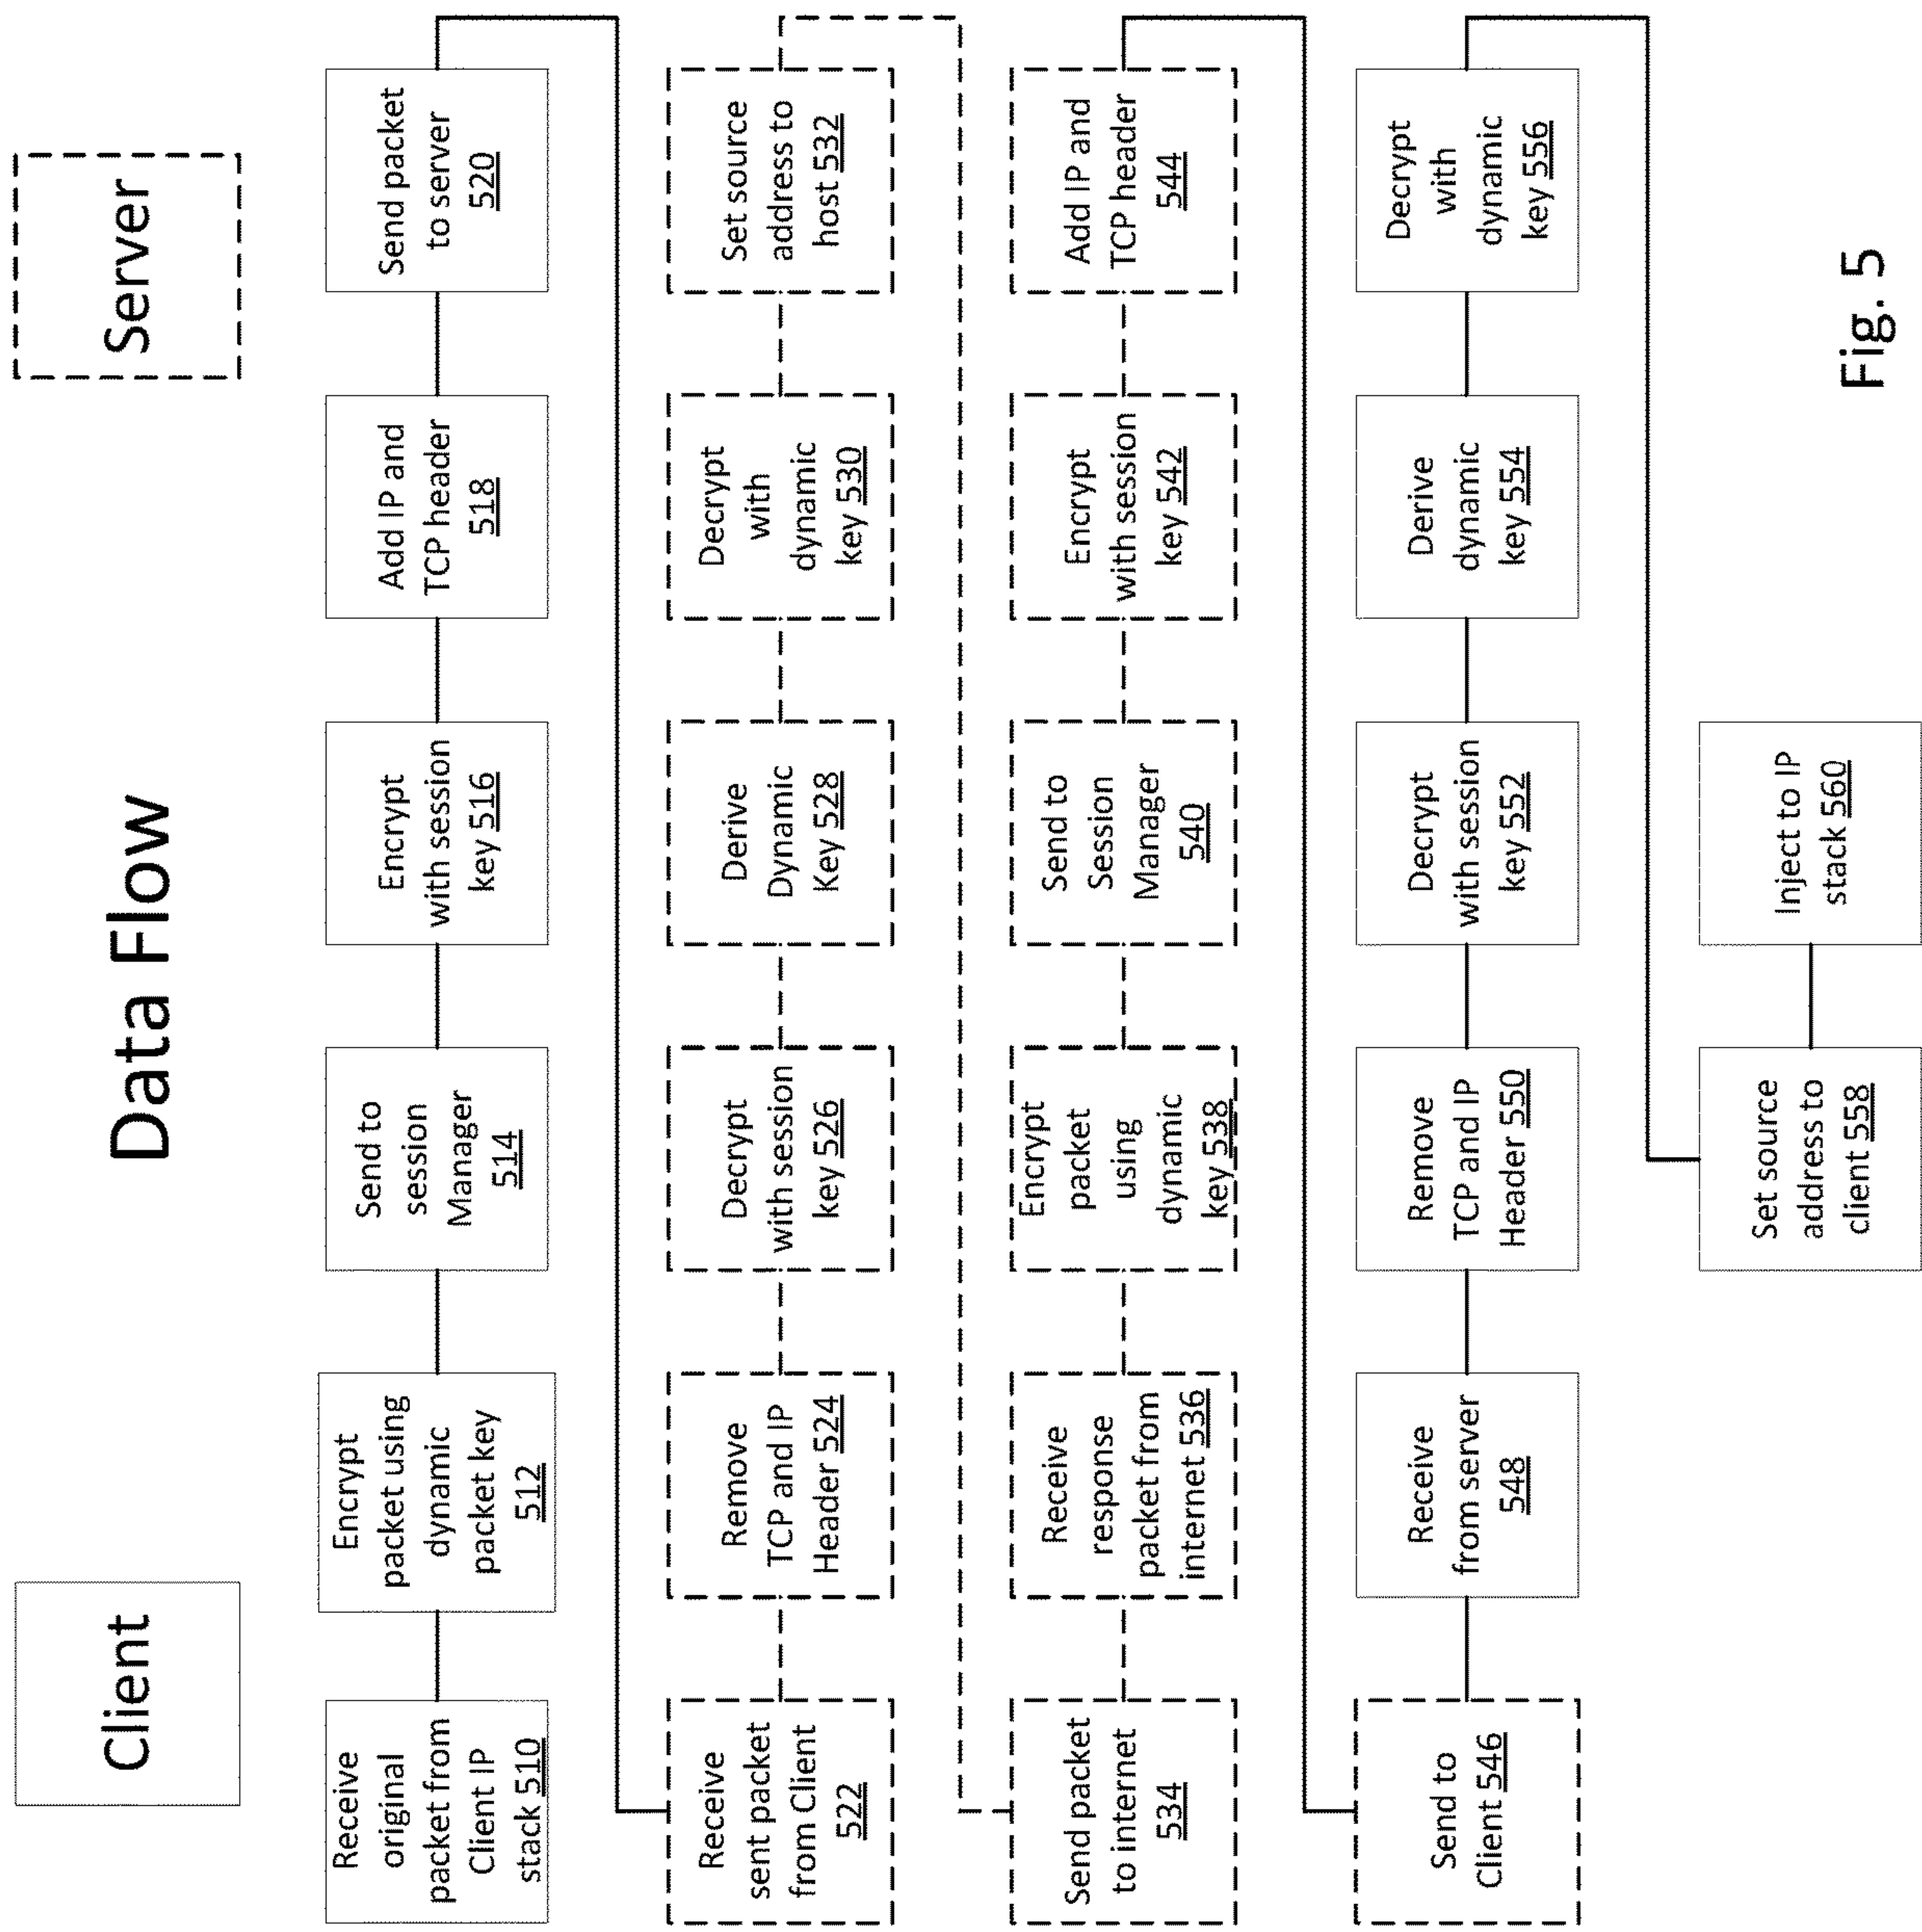 Client
Data Flow
Server
Receive
original
packet from
Client IP
stack 510
Encrypt
packet using
dynamic
packet key
512
Send to
session
Manager
514
Encrypt
with session
key 516
Add IP and
TCP header
518
Send packet
to server
520
Receive
sent packet
from Client
522
Remove
TCP and IP
Header 524
Decrypt
with session
key 526
Derive
Dynamic
Key 528
Decrypt
with
dynamic
key 530
Set source
address to
host 532
Send packet
to internet
534
Receive
response
packet from
internet 536
Encrypt
packet
using
dynamic
key 538
Send to
Session
Manager
540
Encrypt
with session
key 542
Add IP and
TCP header
544
Send to
Client 546
Receive
from server
548
Remove
TCP and IP
Header 550
Decrypt
with session
key 552
Derive
dynamic
key 554
Decrypt
with
dynamic
key 556
Set source
address to
client 558
Inject to IP
stack 560
Fig. 5